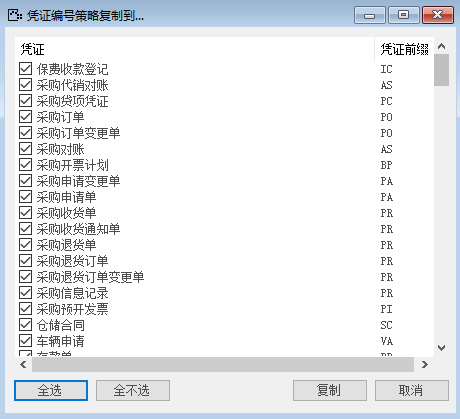 凭证编号策略复制到...
凭证 凭证前缀
保费收款登记 IC
采购代销对账 AS
采购贷项凭证 PC
采购订单 PO
采购订单变更单 PO
采购对账 AS
采购开票计划 BP
采购申请变更单 PA
采购申请单 PA
采购收货单 PR
采购收货通知单 PR
采购退货单 PR
采购退货订单 PR
采购退货订单变更单 PR
采购信息记录 PR
采购预开发票 PI
仓储合同 SC
车辆申请 VA
全选 全不选 复制 取消